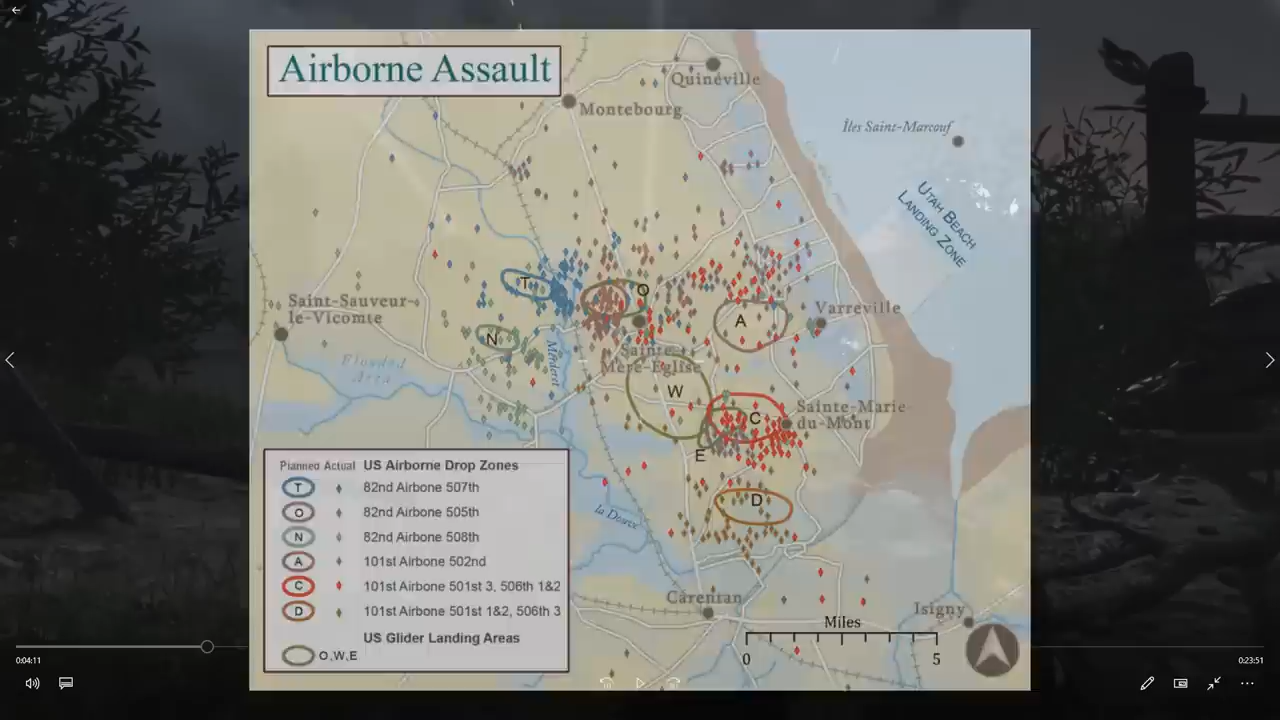 Airborne Assault
Quinéville
Montebourg
Îles Saint-Marcouf
UTAH BEACH
LANDING ZONE
Saint-Sauveur-
le-Vicomte
T
O
A
Varreville
N
Flooded
Area
Merderet
Sainte-
Mère-Église
W
C
Sainte-Marie-
du-Mont
E
D
la Douve
Planned Actual US Airborne Drop Zones
T 82nd Airbone 507th
O 82nd Airbone 505th
N 82nd Airbone 508th
A 101st Airbone 502nd
C 101st Airbone 501st 3, 506th 1&2
D 101st Airbone 501st 1&2, 506th 3
US Glider Landing Areas
O,W,E
Carentan
Isigny
Miles
0 5
0:04:11
0:23:51